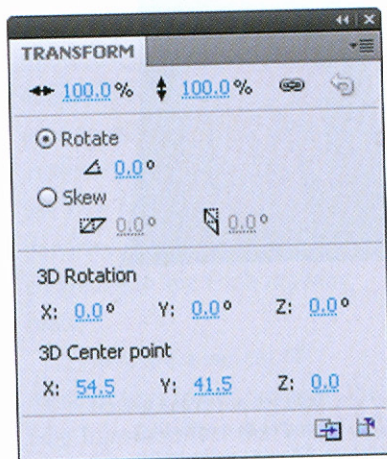 TRANSFORM
100.0 % 100.0 %
Rotate
0.0 °
Skew
0.0 ° 0.0 °
3D Rotation
X: 0.0 ° Y: 0.0 ° Z: 0.0 °
3D Center point
X: 54.5 Y: 41.5 Z: 0.0